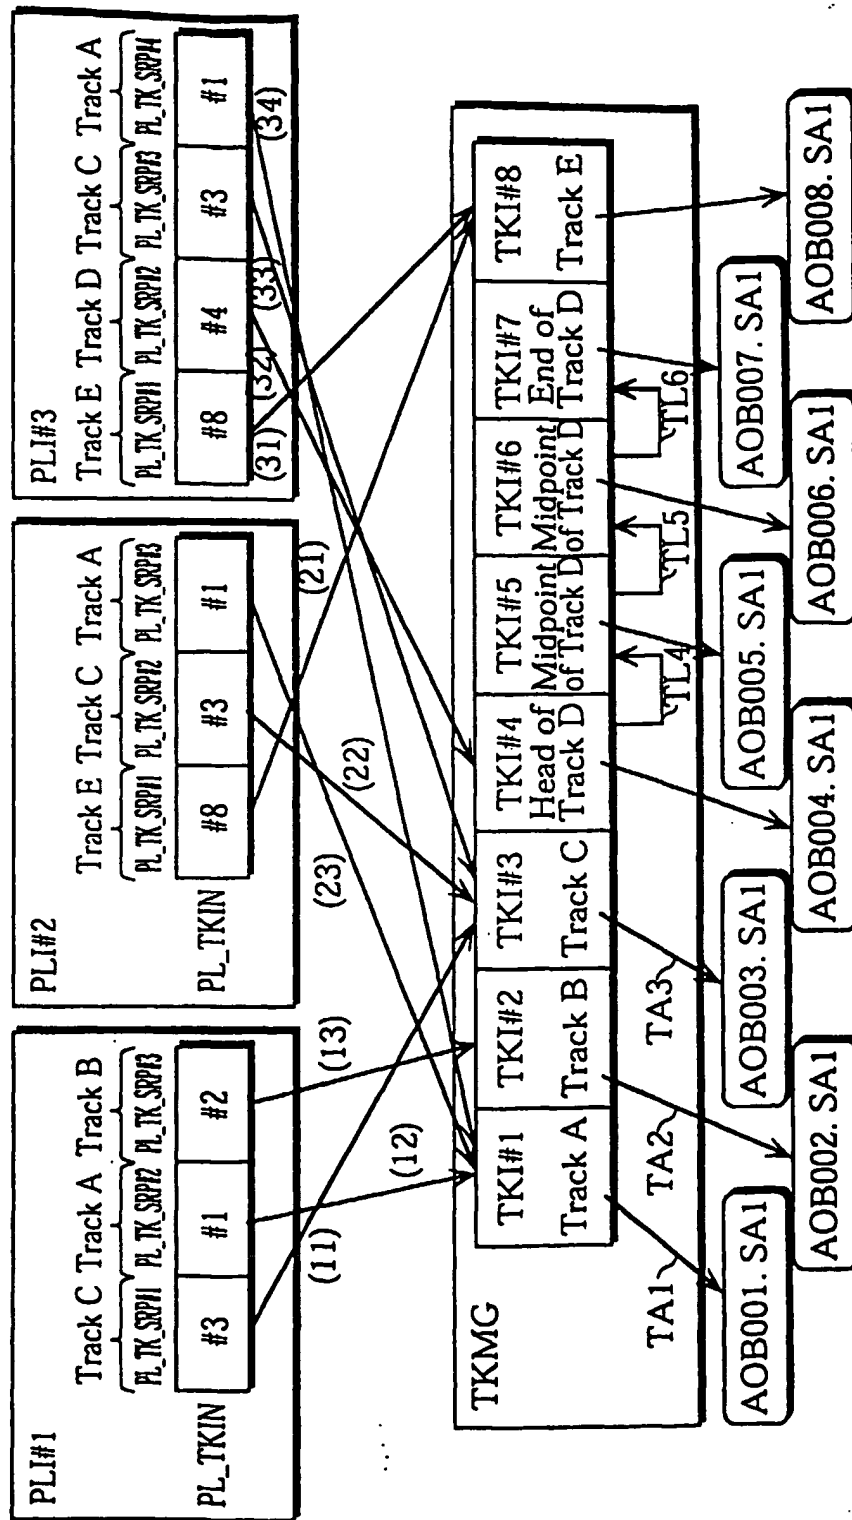 PLI#1
Track C Track A Track B
PL_TK_SRP#1 PL_TK_SRP#2 PL_TK_SRP#3
PL_TKIN
#3 #1 #2
(11)
(12)
(13)
PLI#2
Track E Track C Track A
PL_TK_SRP#1 PL_TK_SRP#2 PL_TK_SRP#3
PL_TKIN
#8 #3 #1
(23)
(22)
(21)
PLI#3
Track E Track D Track C Track A
PL_TK_SRP#1 PL_TK_SRP#2 PL_TK_SRP#3 PL_TK_SRP#4
#8 #4 #3 #1
(31)
(32)
(33)
(34)
TKMG
TKI#1
Track A
TKI#2
Track B
TKI#3
Track C
TKI#4
Head of
Track D
TKI#5
Midpoint
of Track D
TKI#6
Midpoint
of Track D
TKI#7
End of
Track D
TKI#8
Track E
TL4
TL5
TL6
TA1
TA2
TA3
AOB001. SA1
AOB002. SA1
AOB003. SA1
AOB004. SA1
AOB005. SA1
AOB006. SA1
AOB007. SA1
AOB008. SA1